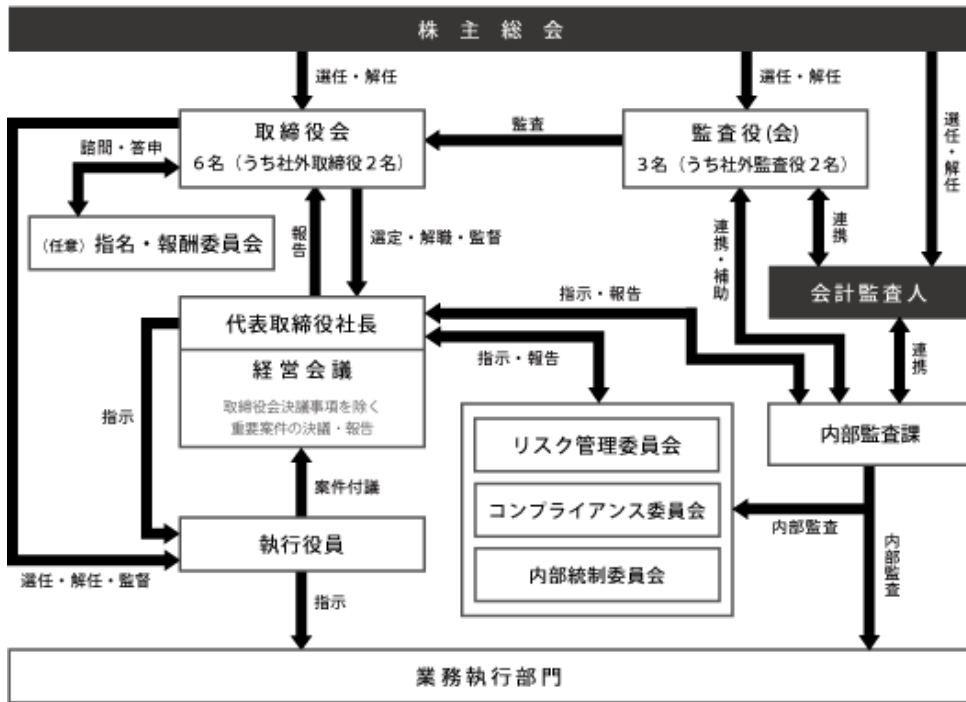 株主総会
選任・解任
選任・解任
選任・解任
取締役会
6名（うち社外取締役2名）
監査
監査役(会)
3名（うち社外監査役2名）
諮問・答申
(任意) 指名・報酬委員会
報告
選定・解職・監督
連携・補助
連携
会計監査人
指示・報告
代表取締役社長
指示・報告
連携
経営会議
取締役会決議事項を除く
重要案件の決議・報告
指示
リスク管理委員会
内部監査課
案件付議
コンプライアンス委員会
内部監査
執行役員
内部統制委員会
内部監査
選任・解任・監督
指示
業務執行部門